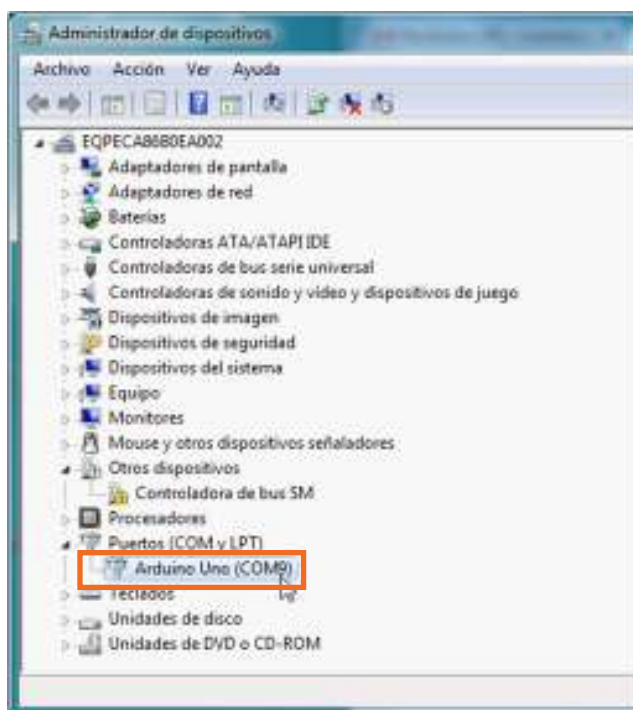 Administrador de dispositivos
Archivo Acción Ver Ayuda
EQPECA86B0EA002
Adaptadores de pantalla
Adaptadores de red
Baterías
Controladoras ATA/ATAPI IDE
Controladoras de bus serie universal
Controladoras de sonido y vídeo y dispositivos de juego
Dispositivos de imagen
Dispositivos de seguridad
Dispositivos del sistema
Equipo
Monitores
Mouse y otros dispositivos señaladores
Otros dispositivos
Controladora de bus SM
Procesadores
Puertos (COM y LPT)
Arduino Uno (COM9)
Teclados
Unidades de disco
Unidades de DVD o CD-ROM